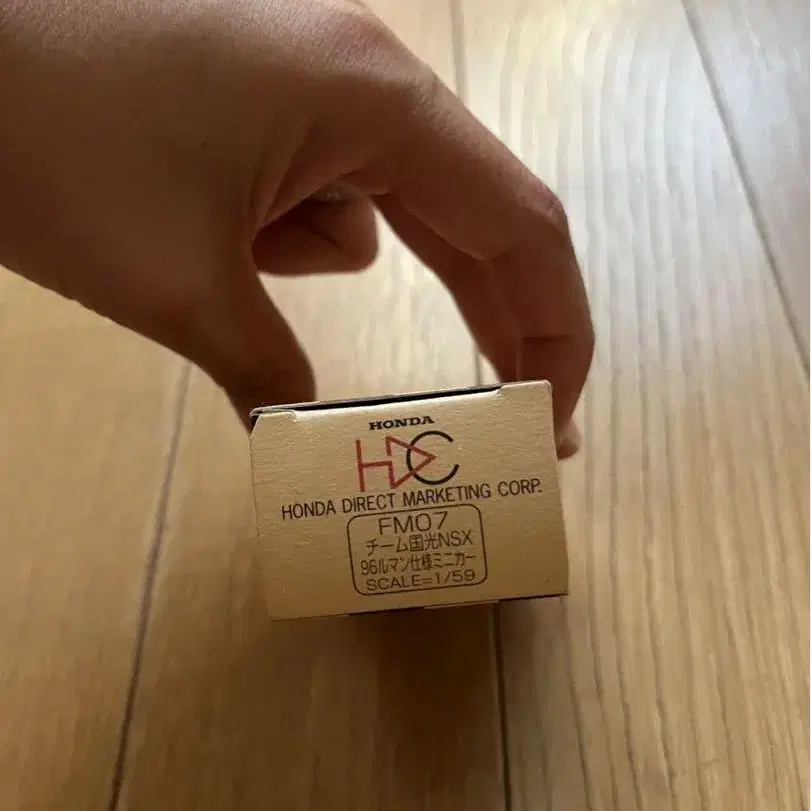 HONDA
HDC
HONDA DIRECT MARKETING CORP.
FM07
チーム国光NSX
96ルマン仕様ミニカー
SCALE=1/59